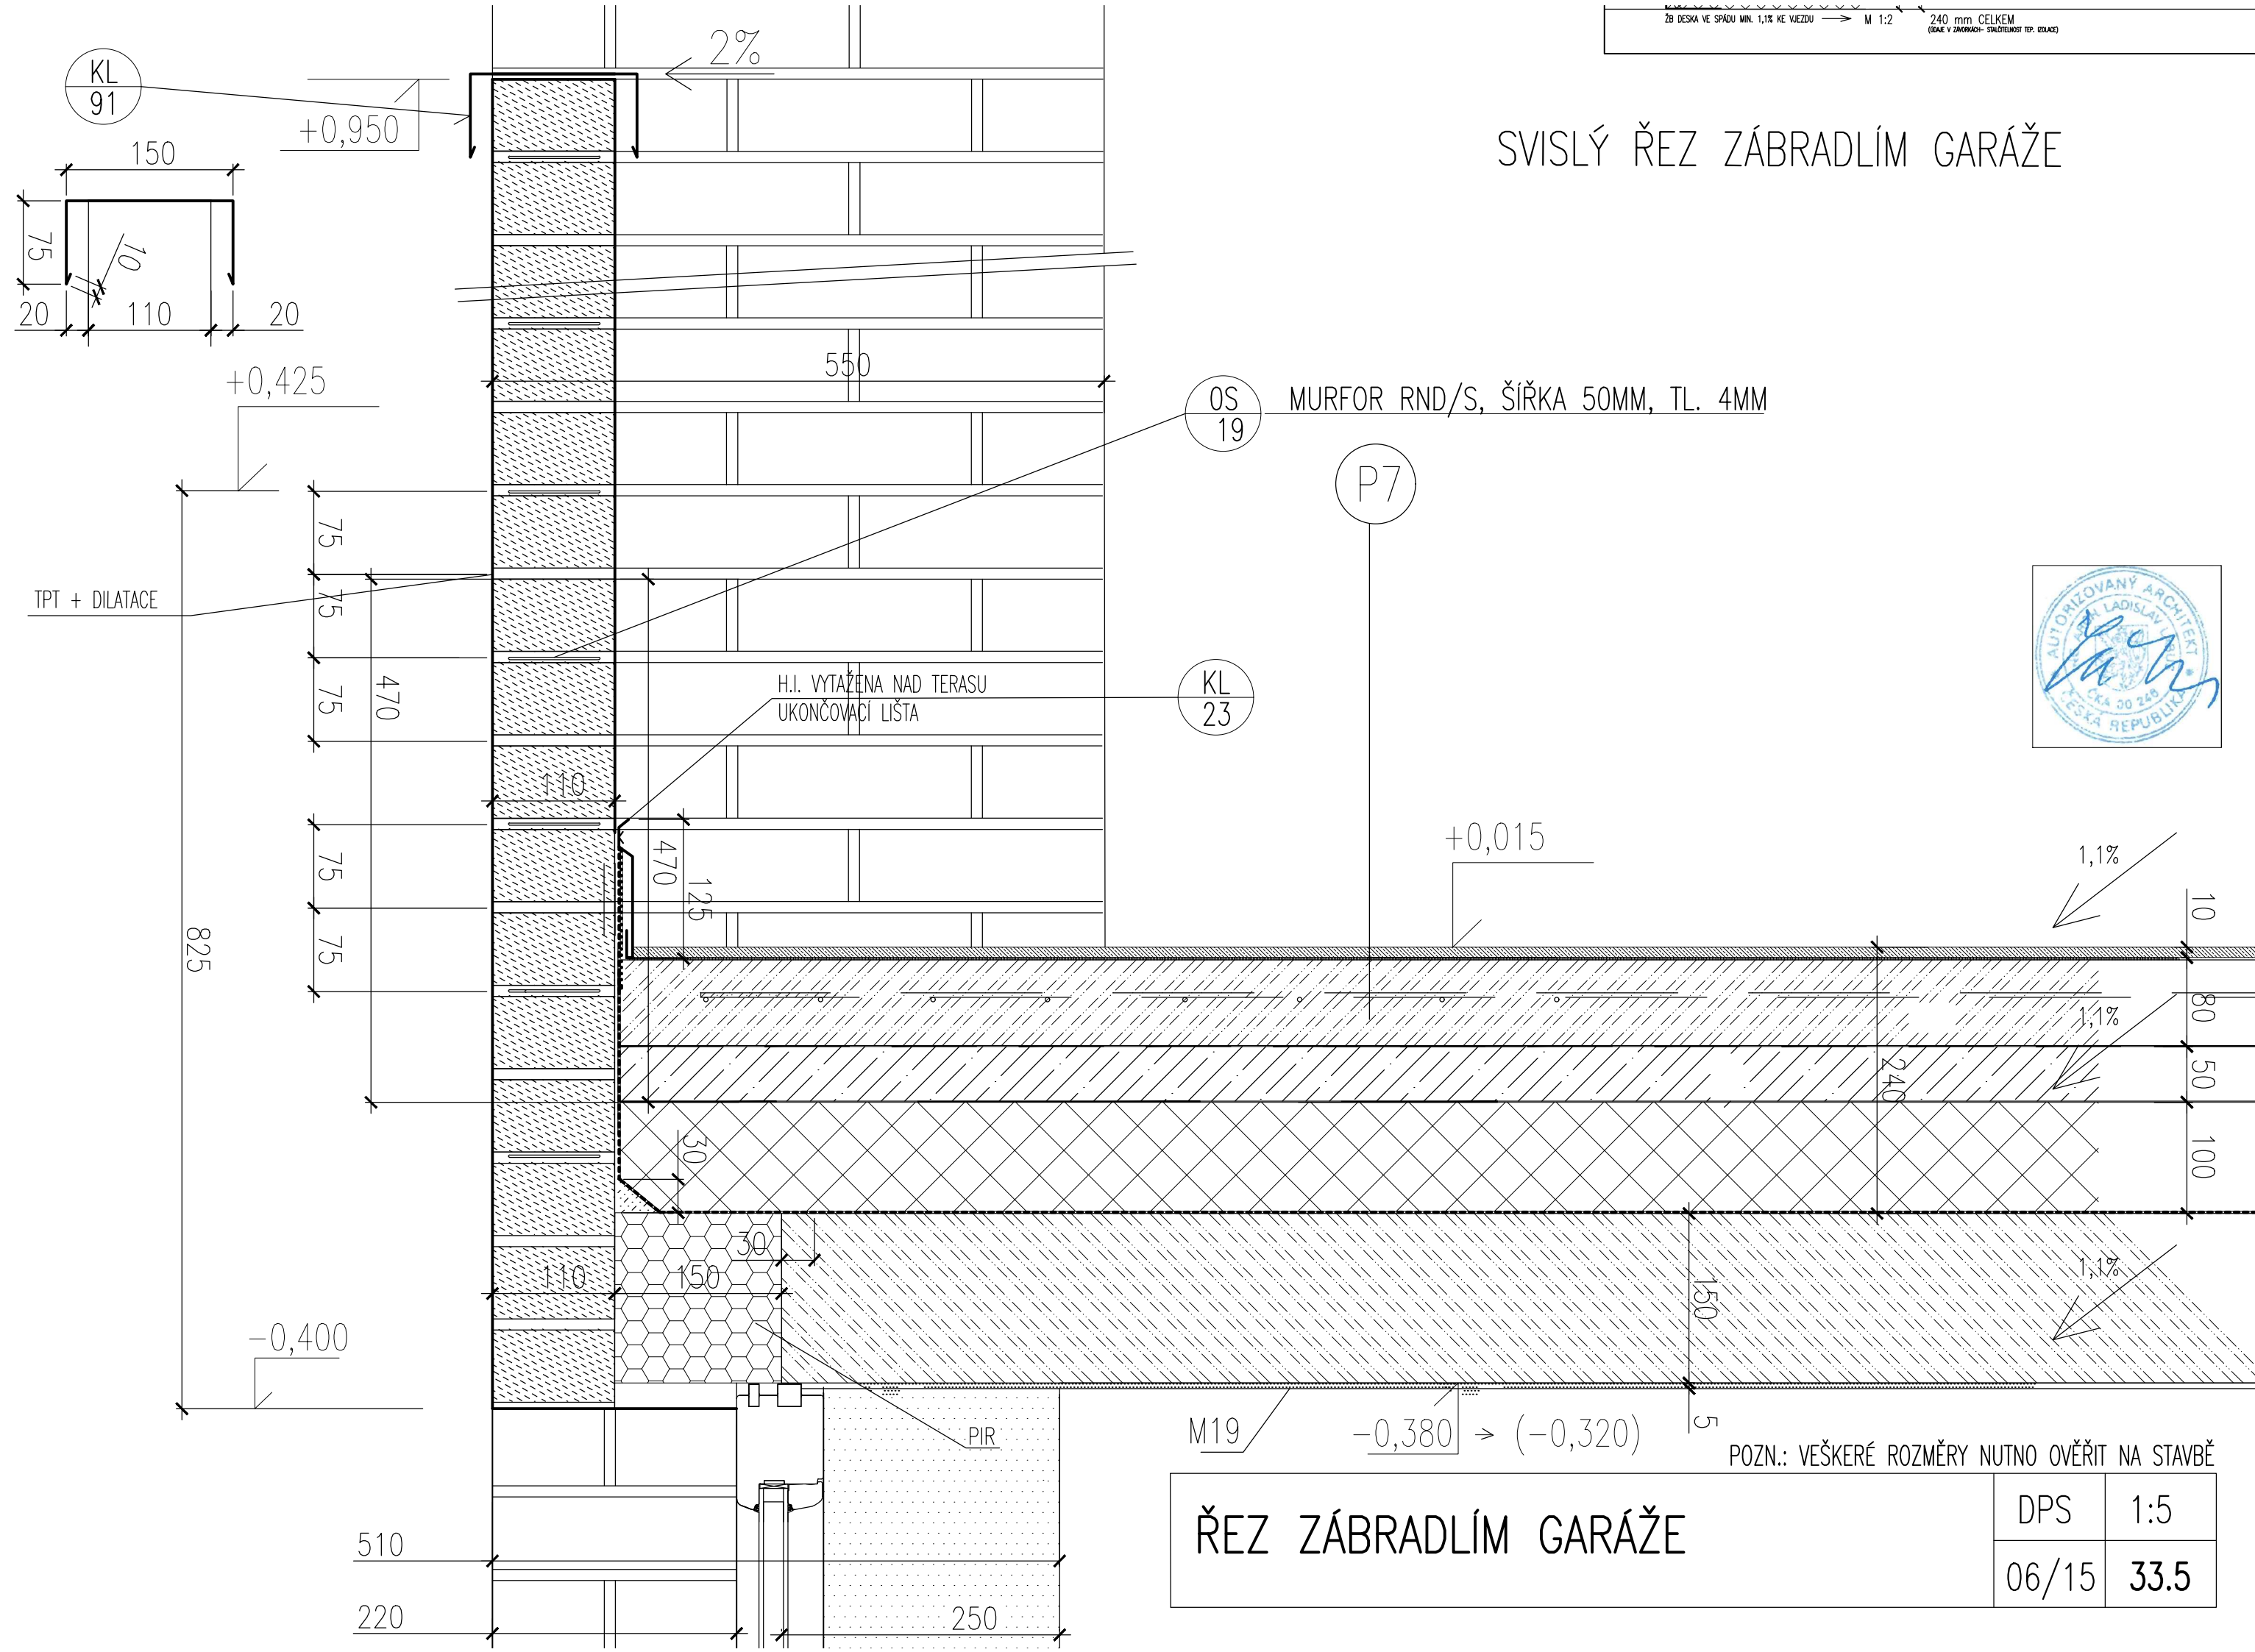 ŽB DESKA VE SPÁDU MIN. 1,1% KE VJEZDU
M 1:2
240 mm CELKEM
SVISLÝ ŘEZ ZÁBRADLÍM GARÁŽE
KL
91
2%
+0,950
150
75
10
20
110
20
+0,425
550
OS
19
MURFOR RND/S, ŠÍŘKA 50MM, TL. 4MM
P7
TPT + DILATACE
75
75
75
470
75
75
825
H.I. VYTAŽENA NAD TERASU
UKONČOVACÍ LIŠTA
KL
23
AUTORIZOVANÝ ARCHITEKT
LADISLAV
ČESKÁ REPUBLIKA
110
470
125
+0,015
1,1%
10
80
1,1%
50
240
100
30
30
110
150
150
1,1%
-0,400
PIR
M19
-0,380
(-0,320)
5
POZN.: VEŠKERÉ ROZMĚRY NUTNO OVĚŘIT NA STAVBĚ
ŘEZ ZÁBRADLÍM GARÁŽE
DPS
1:5
06/15
33.5
510
220
250